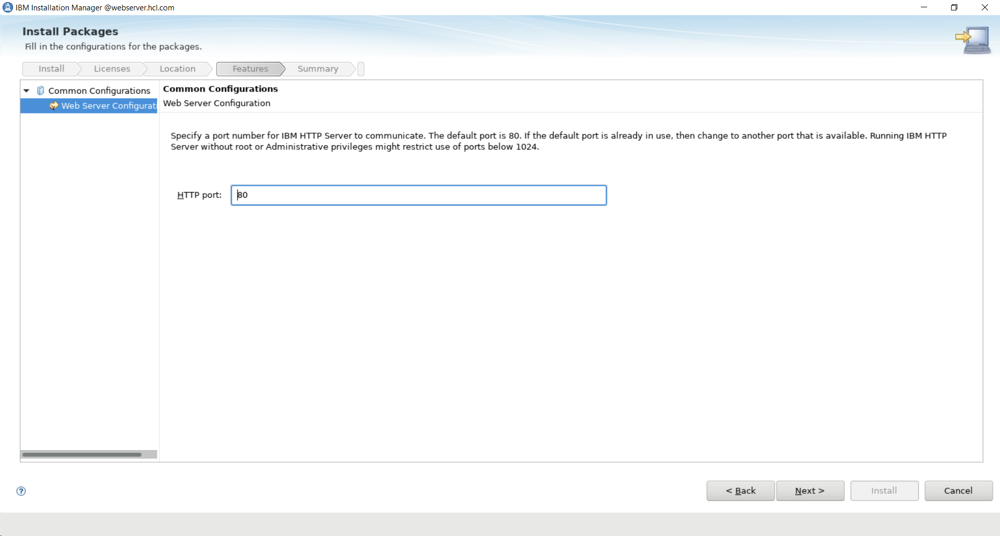 IBM Installation Manager @webserver.hcl.com
Install Packages
Fill in the configurations for the packages.
Install Licenses Location Features Summary
Common Configurations
Web Server Configurati
Common Configurations
Web Server Configuration
Specify a port number for IBM HTTP Server to communicate. The default port is 80. If the default port is already in use, then change to another port that is available. Running IBM HTTP
Server without root or Administrative privileges might restrict use of ports below 1024.
HTTP port: 80
?
< Back Next > Install Cancel